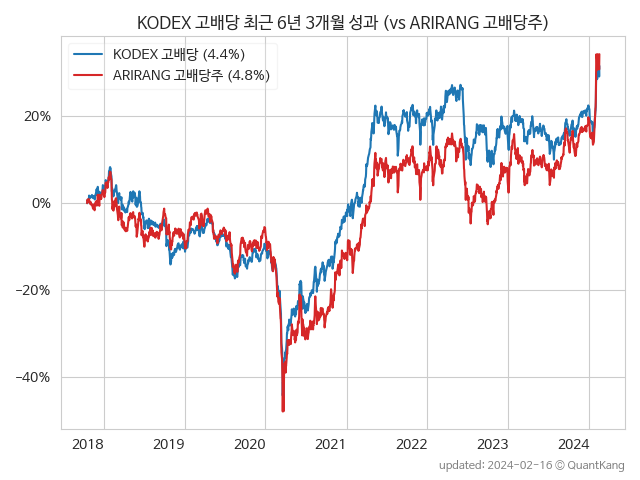 KODEX 고배당 최근 6년 3개월 성과 (vs ARIRANG 고배당주)
KODEX 고배당 (4.4%)
ARIRANG 고배당주 (4.8%)
20%
0%
−20%
−40%
2018 2019 2020 2021 2022 2023 2024
updated: 2024-02-16 © QuantKang